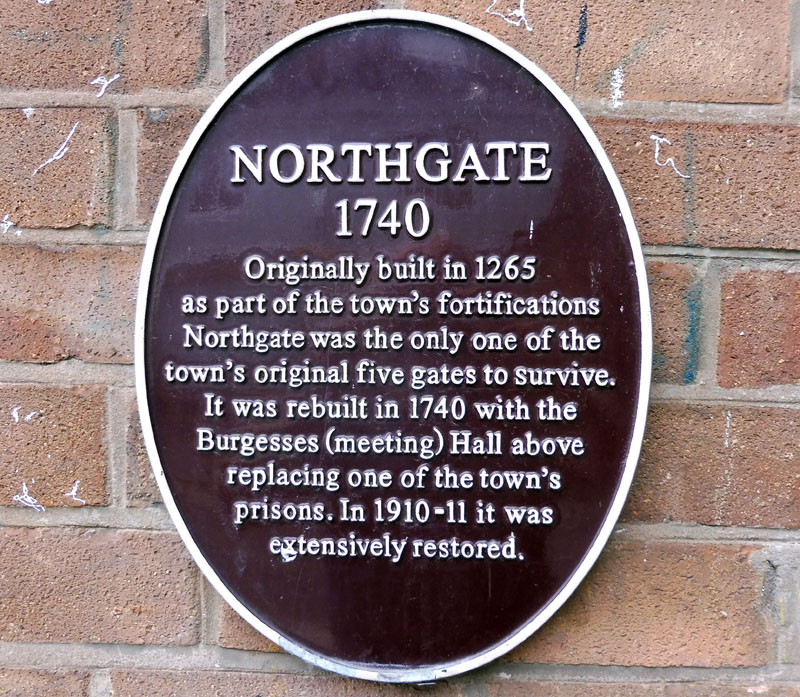 NORTHGATE
1740
Originally built in 1265
as part of the town's fortifications
Northgate was the only one of the
town's original five gates to survive.
It was rebuilt in 1740 with the
Burgesses (meeting) Hall above
replacing one of the town's
prisons. In 1910-11 it was
extensively restored.